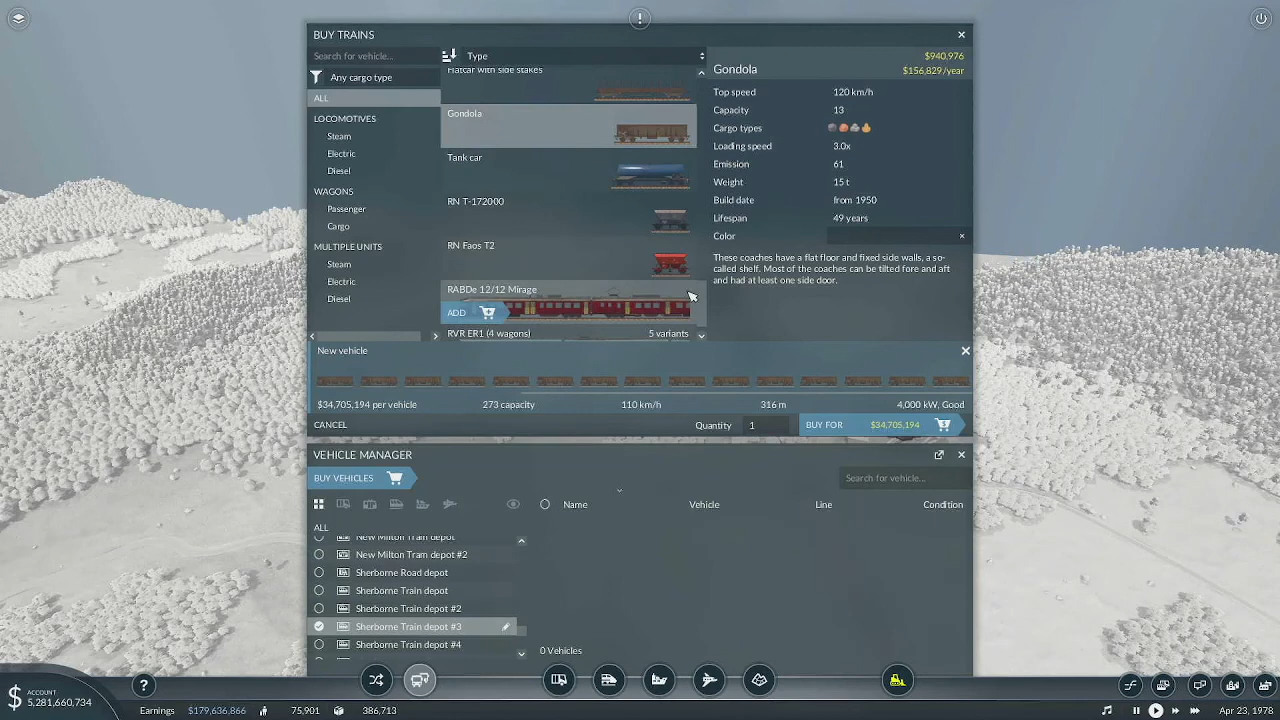 BUY TRAINS
Search for vehicle...
Type
$940,976
Any cargo type
Flatcar with side stakes
Gondola
$156,829/year
ALL
Top speed 120 km/h
LOCOMOTIVES
Gondola
Capacity 13
Steam
Cargo types
Electric
Tank car
Loading speed 3.0x
Diesel
Emission 61
WAGONS
RN T-172000
Weight 15 t
Passenger
Build date from 1950
Cargo
RN Faos T2
Lifespan 49 years
MULTIPLE UNITS
Color
Steam
These coaches have a flat floor and fixed side walls, a so-
called shelf. Most of the coaches can be tilted fore and aft
and had at least one side door.
Electric
RABDe 12/12 Mirage
Diesel
ADD
RVR ER1 (4 wagons) 5 variants
New vehicle
$34,705,194 per vehicle 273 capacity 110 km/h 316 m 4,000 kW, Good
CANCEL Quantity 1 BUY FOR $34,705,194
VEHICLE MANAGER
BUY VEHICLES Search for vehicle...
Name Vehicle Line Condition
ALL
New Milton Tram depot
New Milton Tram depot #2
Sherborne Road depot
Sherborne Train depot
Sherborne Train depot #2
Sherborne Train depot #3
Sherborne Train depot #4
0 Vehicles
$ ACCOUNT
5,281,660,734
?
Earnings $179,636,866 75,901 386,713 Apr 23, 1978